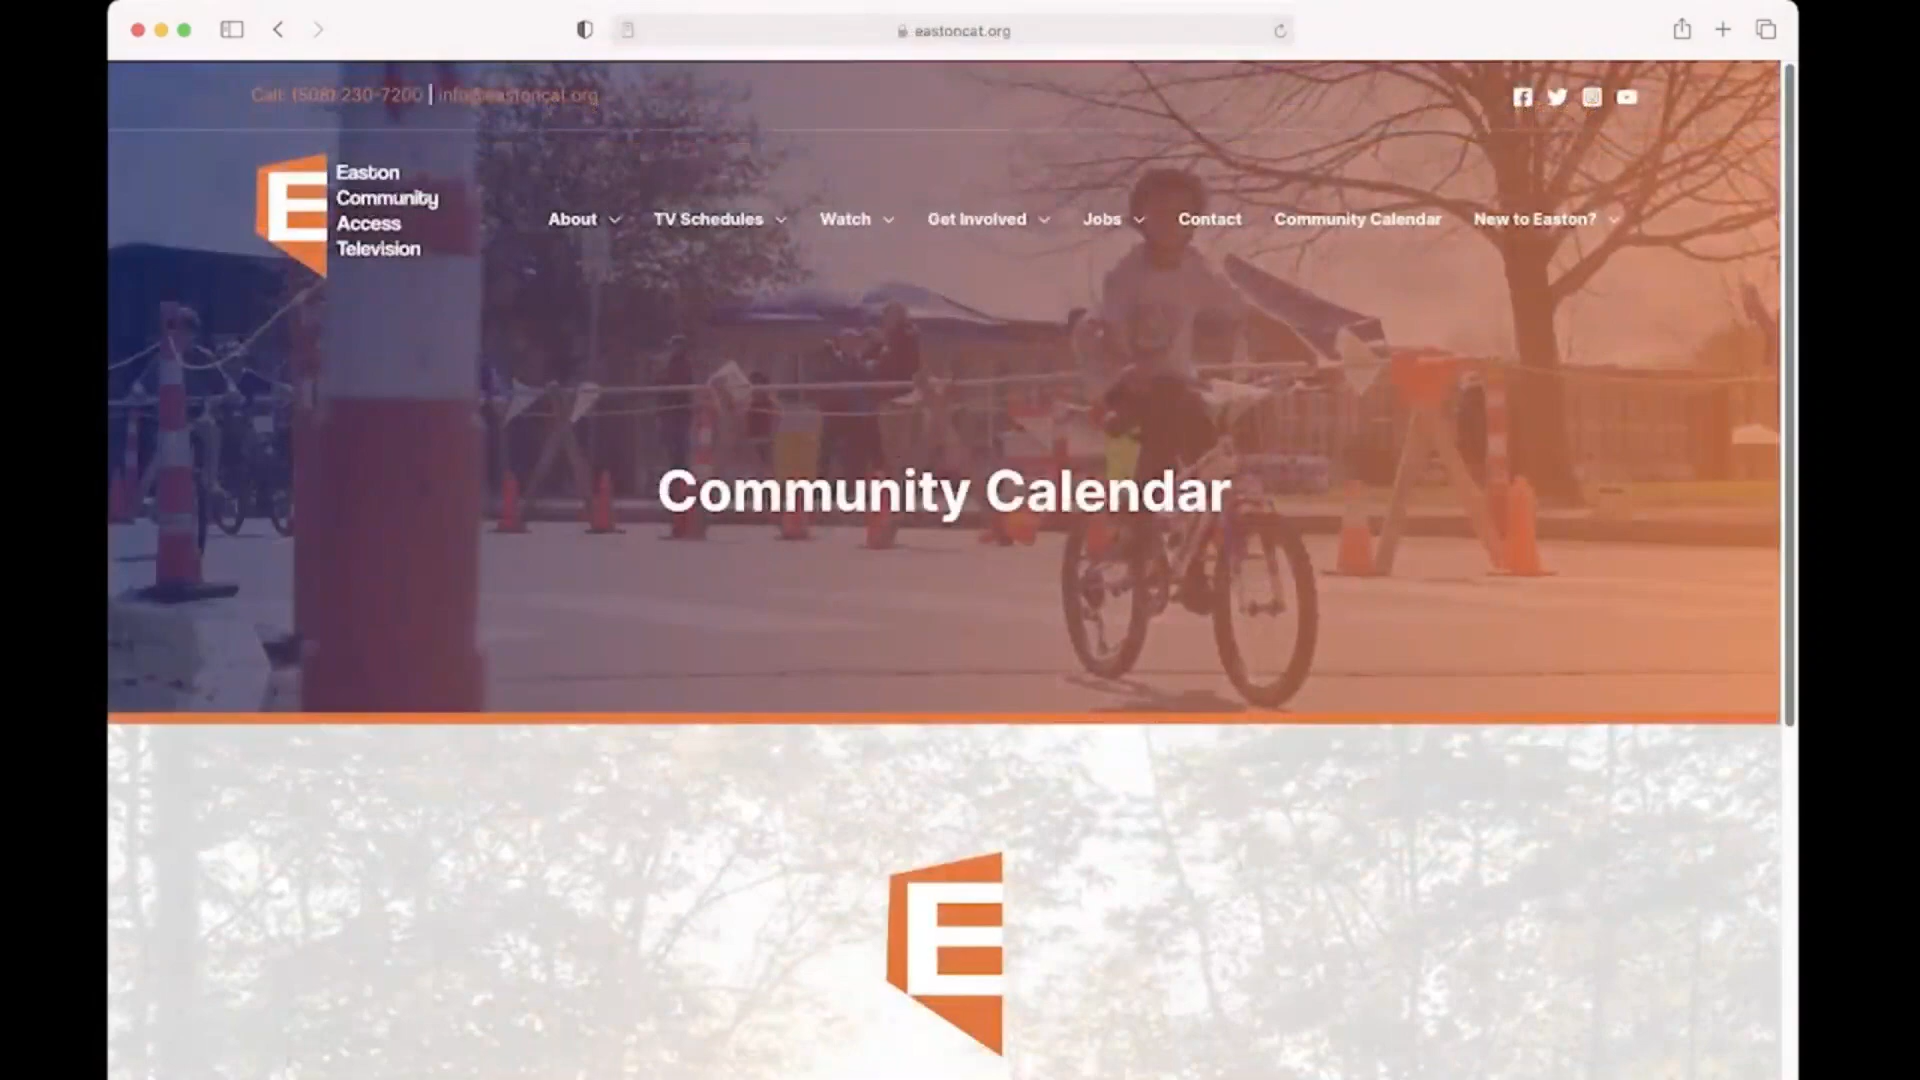 eastoncat.org
Call: (508) 230-7200 | info@eastoncat.org
E
Easton
Community
Access
Television
About
TV Schedules
Watch
Get Involved
Jobs
Contact
Community Calendar
New to Easton?
Community Calendar
E